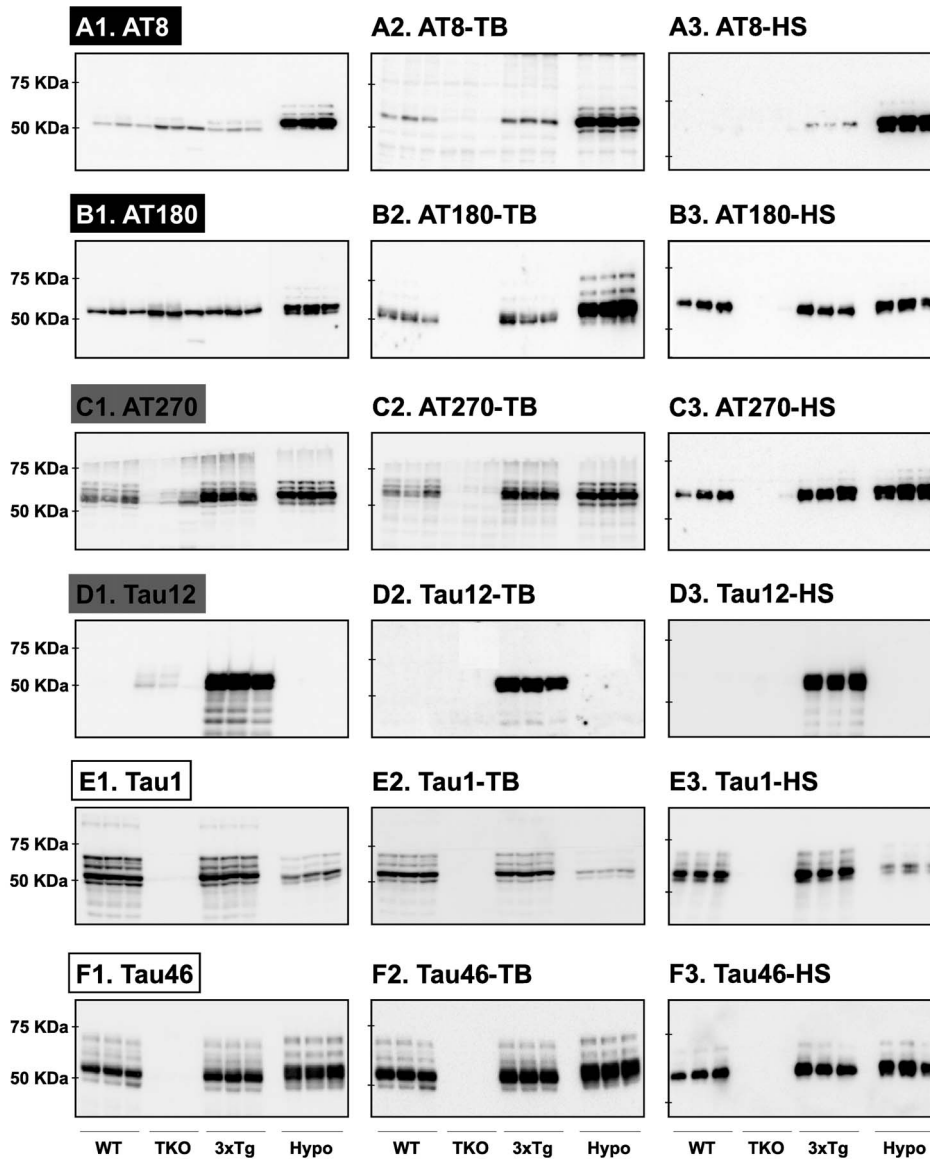 A1. AT8 A2. AT8-TB A3. AT8-HS
75 KDa
50 KDa
B1. AT180 B2. AT180-TB B3. AT180-HS
75 KDa
50 KDa
C1. AT270 C2. AT270-TB C3. AT270-HS
75 KDa
50 KDa
D1. Tau12 D2. Tau12-TB D3. Tau12-HS
75 KDa
50 KDa
E1. Tau1 E2. Tau1-TB E3. Tau1-HS
75 KDa
50 KDa
F1. Tau46 F2. Tau46-TB F3. Tau46-HS
75 KDa
50 KDa
WT TKO 3xTg Hypo WT TKO 3xTg Hypo WT TKO 3xTg Hypo